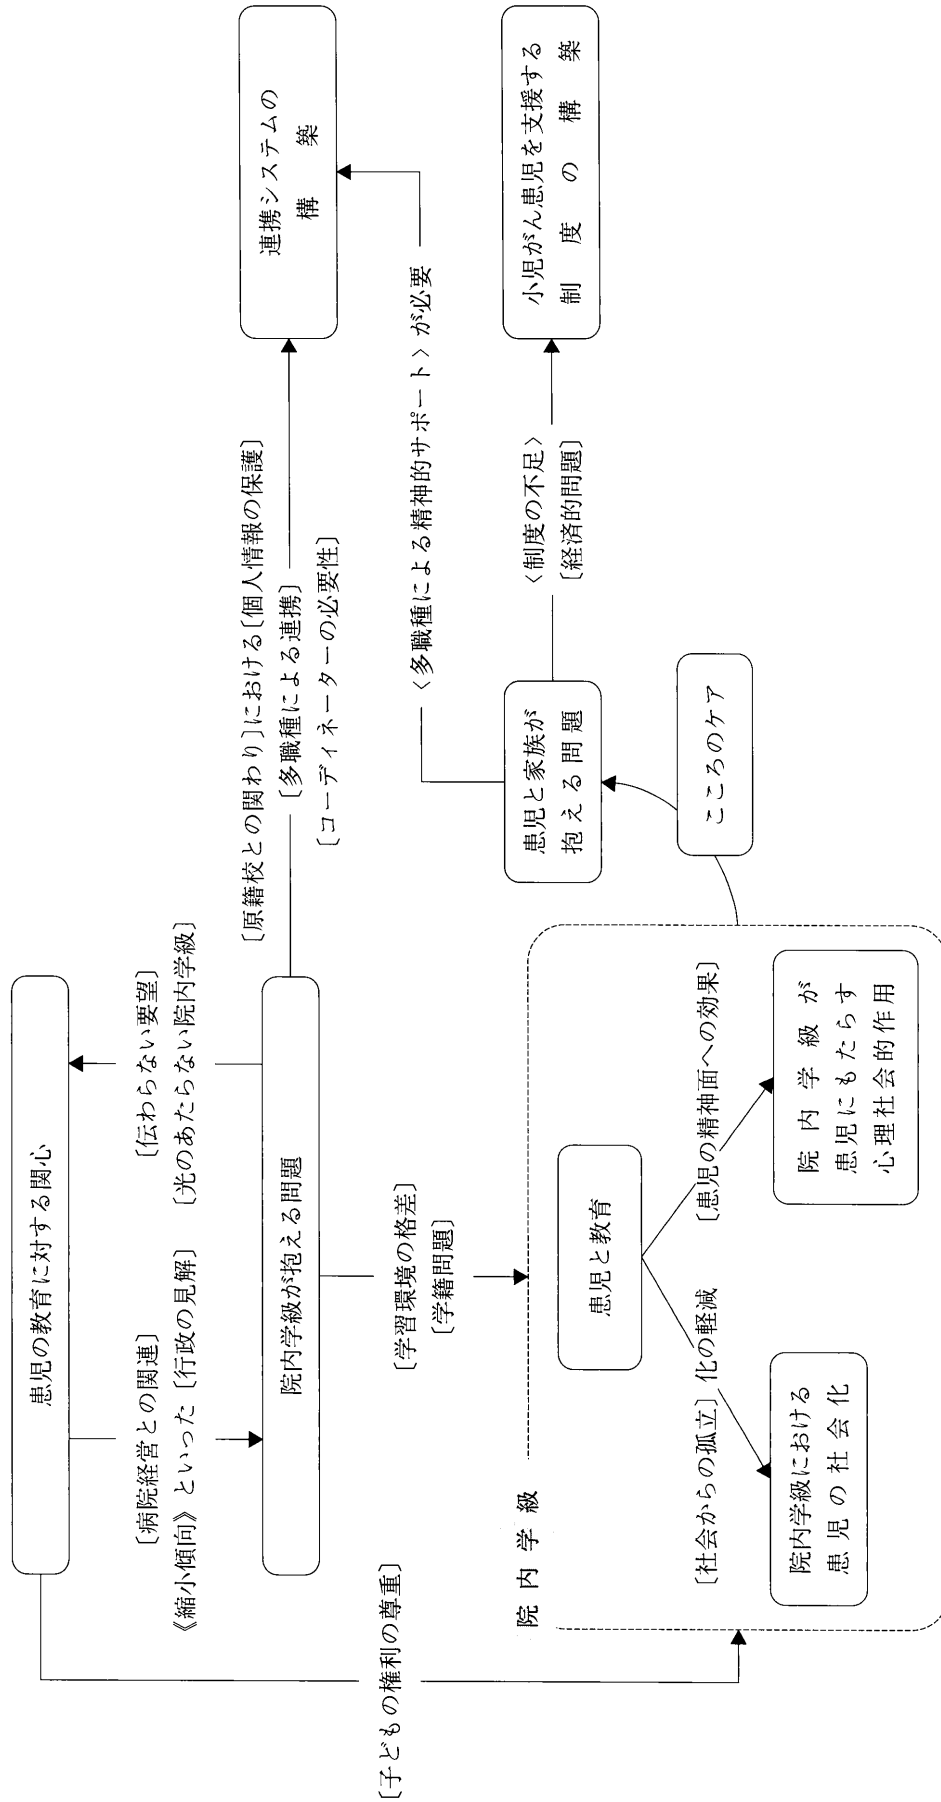 患児の教育に対する関心
[病院経営との関連]
《縮小傾向》といった [行政の見解]
[伝わらない要望]
[光のあたらない院内学級]
院内学級が抱える問題
[原籍校との関わり]における[個人情報の保護]
[多職種による連携]
[コーディネーターの必要性]
連携システムの
構築
[子どもの権利の尊重]
[学習環境の格差]
[学籍問題]
〈多職種による精神的サポート〉が必要
院内学級
患児と教育
[社会からの孤立] 化の軽減
[患児の精神面への効果]
院内学級における
患児の社会化
院内学級が
患児にもたらす
心理社会的作用
こころのケア
患児と家族が
抱える問題
〈制度の不足〉
[経済的問題]
小児がん患児を支援する
制度の構築